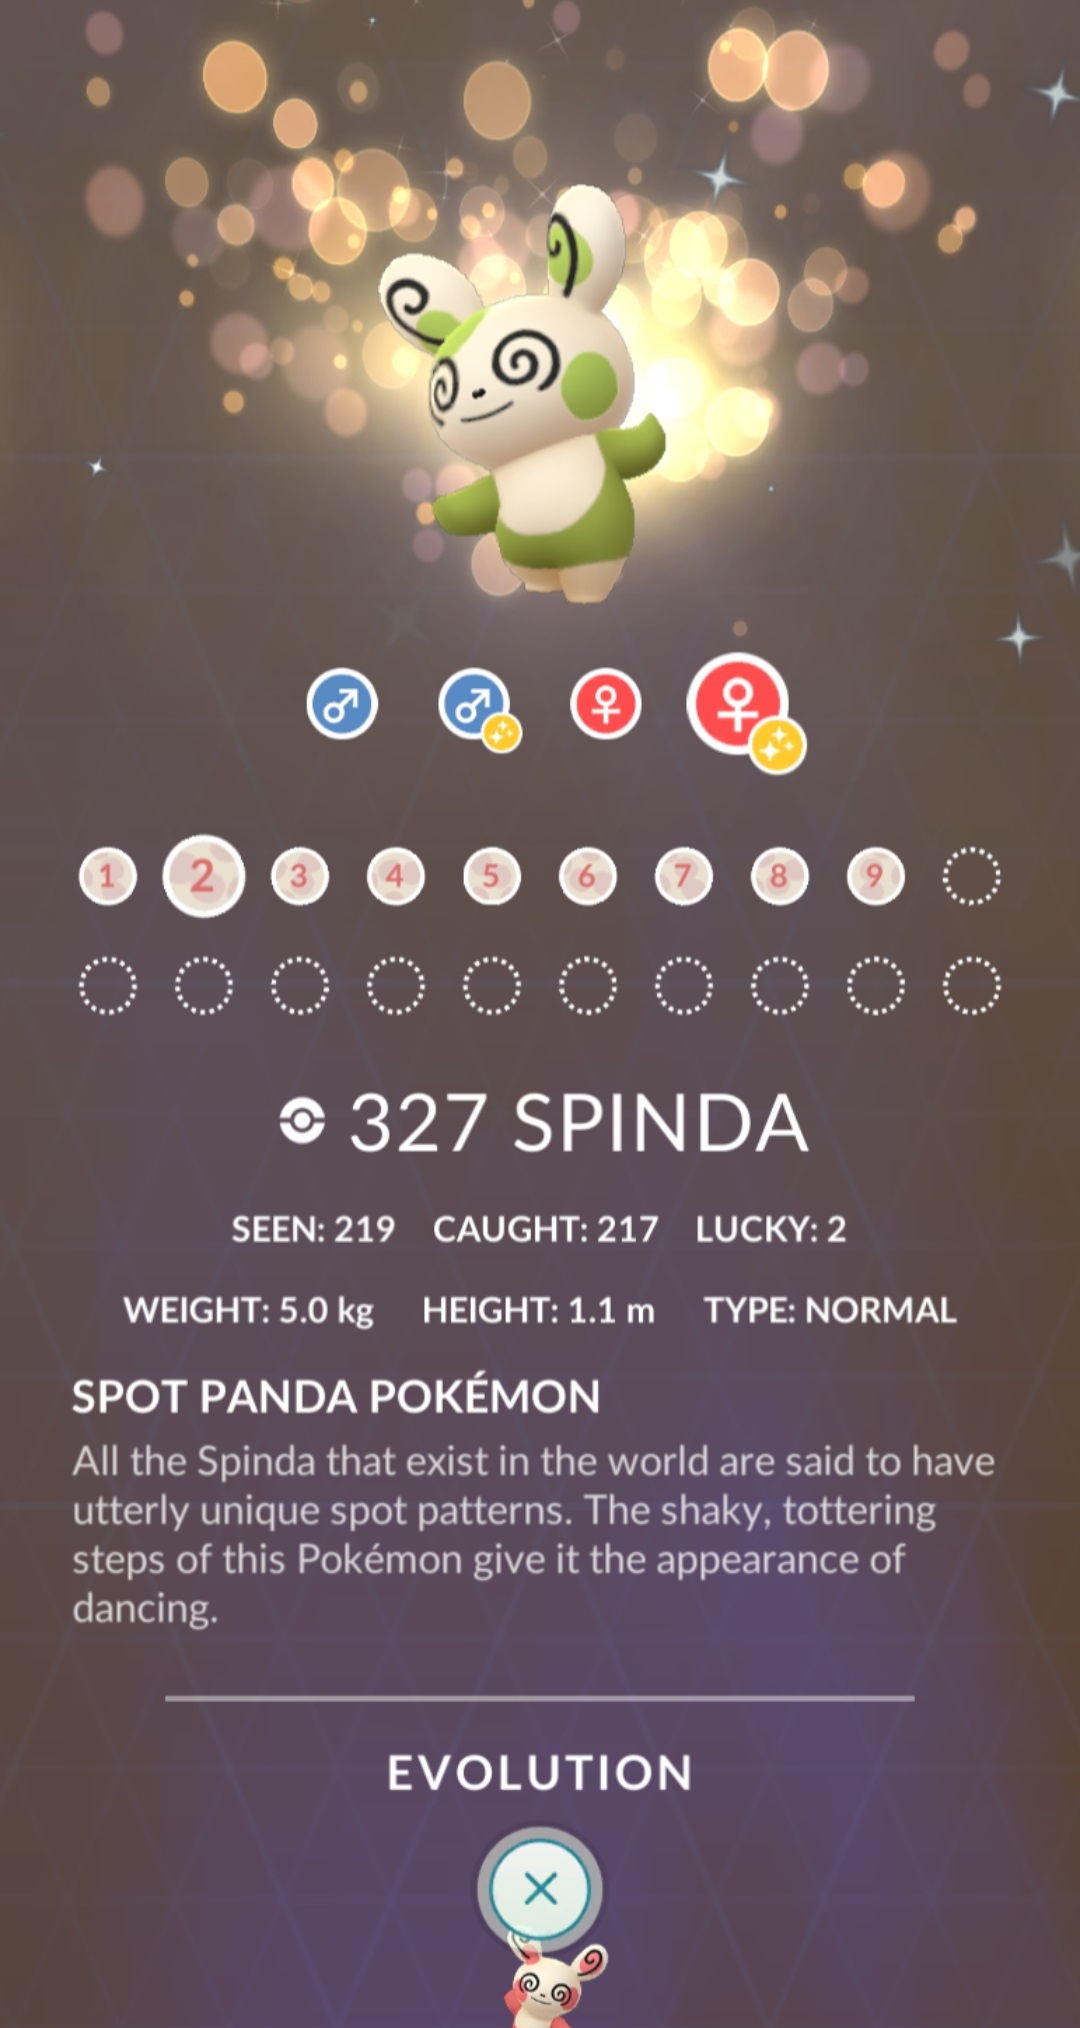 1 2 3 4 5 6 7 8 9
327 SPINDA
SEEN: 219 CAUGHT: 217 LUCKY: 2
WEIGHT: 5.0 kg HEIGHT: 1.1 m TYPE: NORMAL
SPOT PANDA POKÉMON
All the Spinda that exist in the world are said to have
utterly unique spot patterns. The shaky, tottering
steps of this Pokémon give it the appearance of
dancing.
EVOLUTION